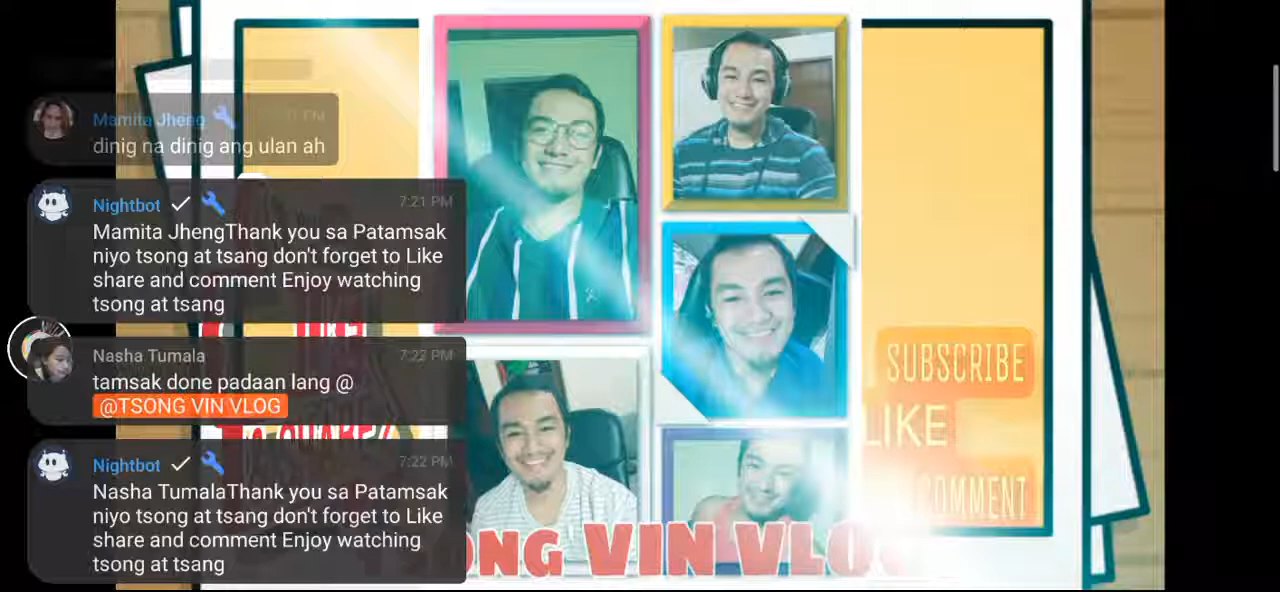 Mamita Jheng
dinig na dinig ang ulan ah
Nightbot
7:21 PM
Mamita JhengThank you sa Patamsak
niyo tsong at tsang don't forget to Like
share and comment Enjoy watching
tsong at tsang
Nasha Tumala
7:22 PM
tamsak done padaan lang @
@TSONG VIN VLOG
Nightbot
7:22 PM
Nasha TumalaThank you sa Patamsak
niyo tsong at tsang don't forget to Like
share and comment Enjoy watching
tsong at tsang
SUBSCRIBE
LIKE
COMMENT
ONG VIN VLOG